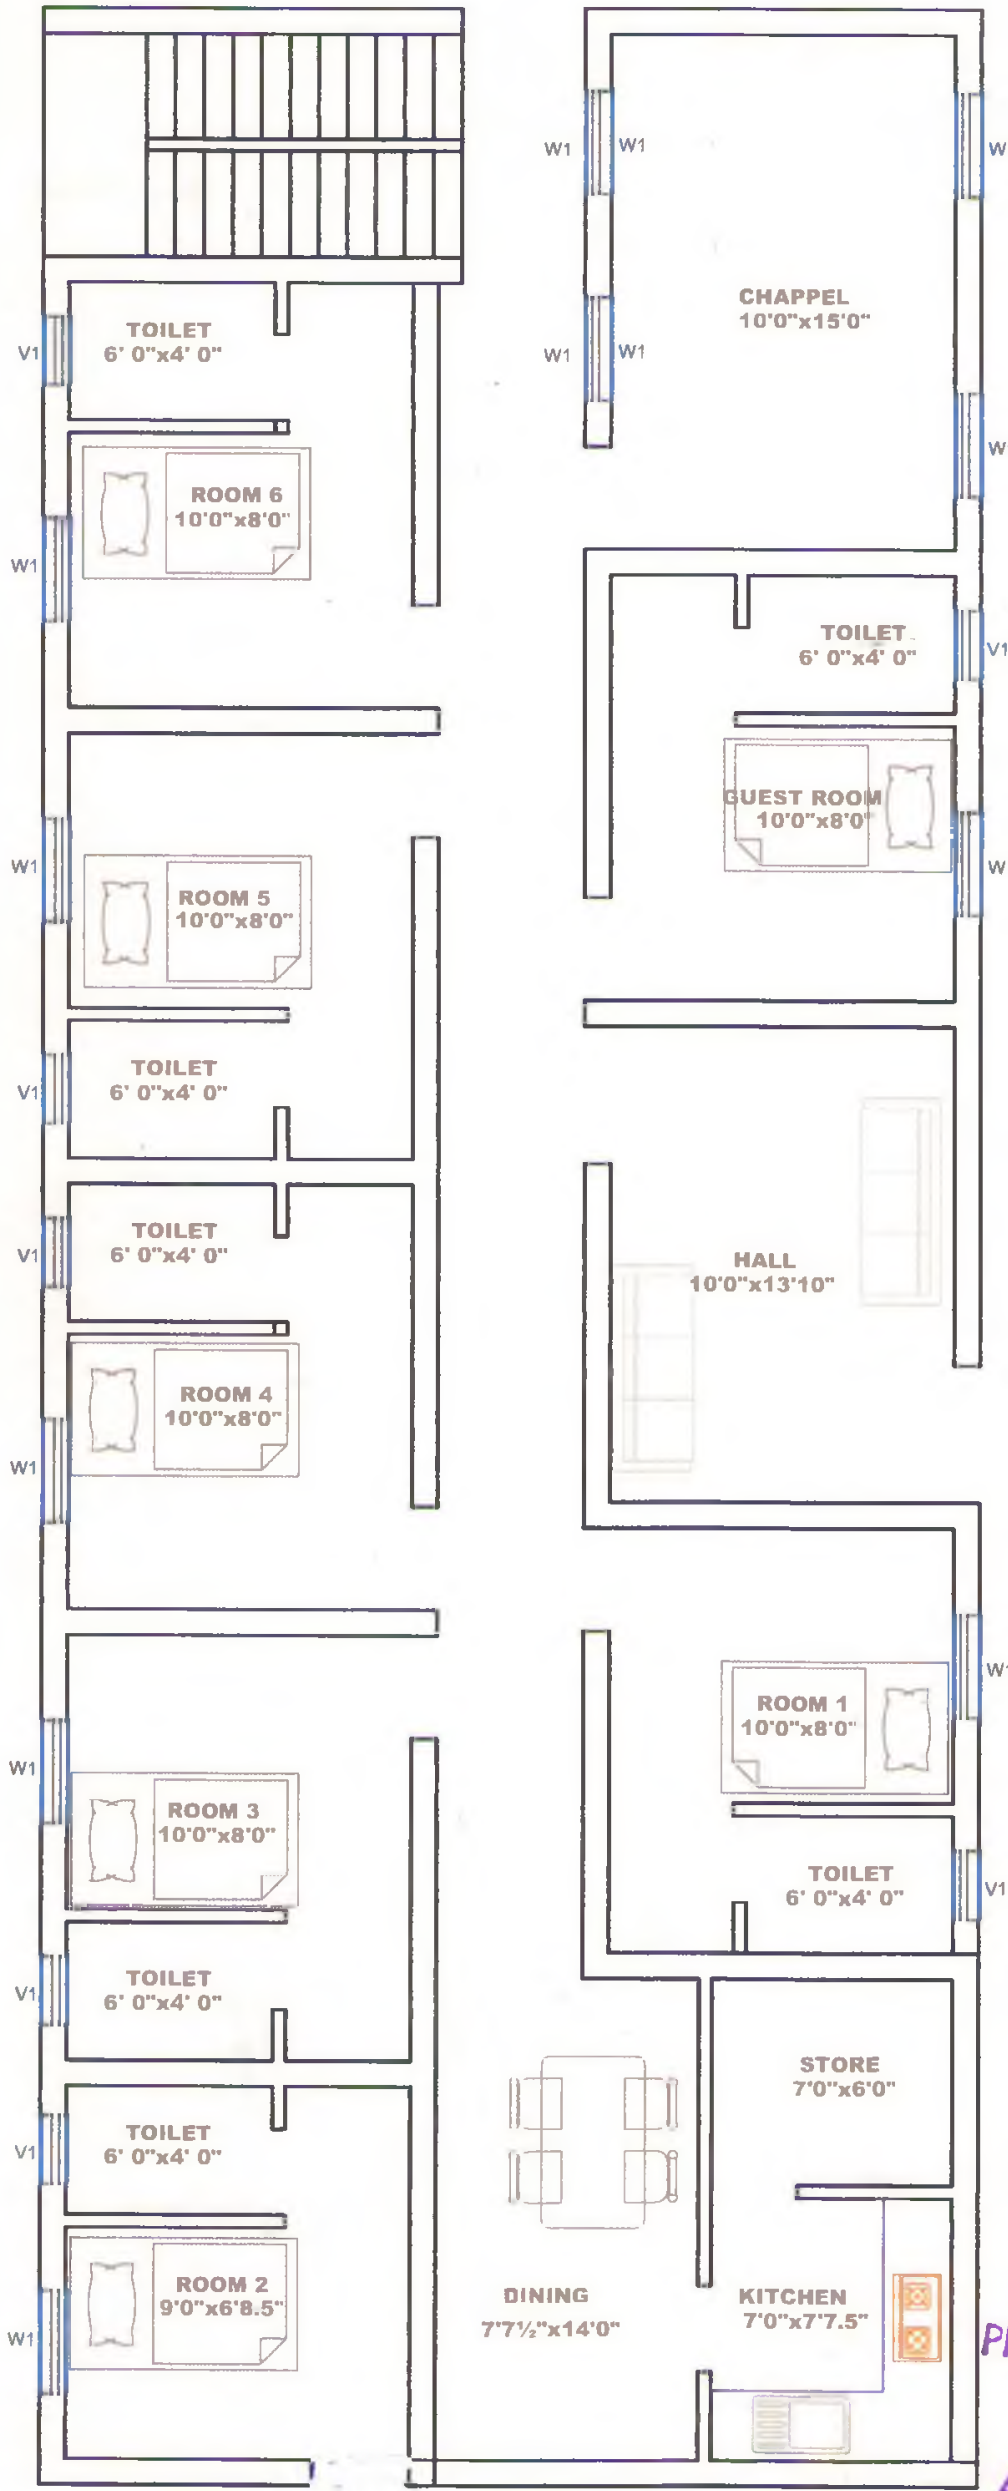 W1 W1 W
CHAPPEL
10'0"x15'0"
TOILET
6' 0"x4' 0"
V1
W1 W1
W
ROOM 6
10'0"x8'0"
W1
TOILET
6' 0"x4' 0"
V1
GUEST ROOM
10'0"x8'0"
W1
W
ROOM 5
10'0"x8'0"
TOILET
6' 0"x4' 0"
V1
TOILET
6' 0"x4' 0"
V1
HALL
10'0"x13'10"
ROOM 4
10'0"x8'0"
W1
W1
ROOM 1
10'0"x8'0"
W1
ROOM 3
10'0"x8'0"
TOILET
6' 0"x4' 0"
V1
TOILET
6' 0"x4' 0"
V1
STORE
7'0"x6'0"
TOILET
6' 0"x4' 0"
V1
ROOM 2
9'0"x6'8.5"
W1
DINING
7'7½"x14'0"
KITCHEN
7'0"x7'7.5"